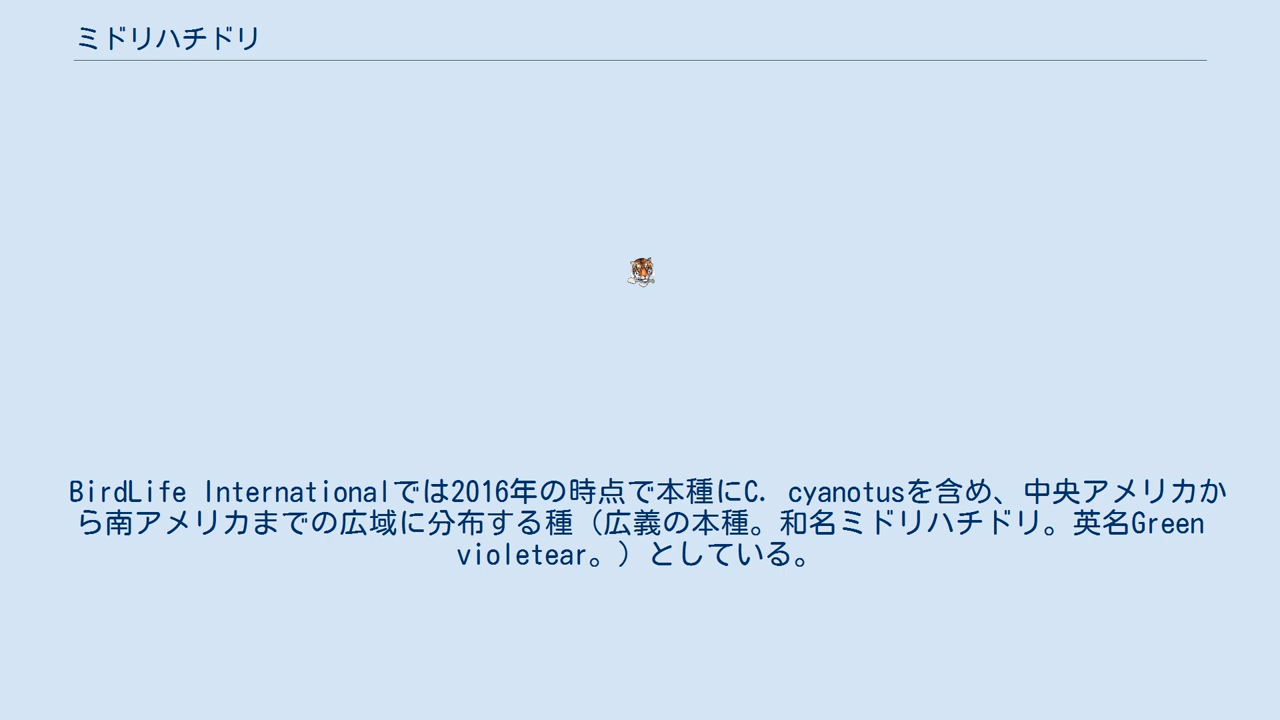 ミドリハチドリ
BirdLife Internationalでは2016年の時点で本種にC. cyanotusを含め、中央アメリカか
ら南アメリカまでの広域に分布する種（広義の本種。和名ミドリハチドリ。英名Green
violetear。）としている。